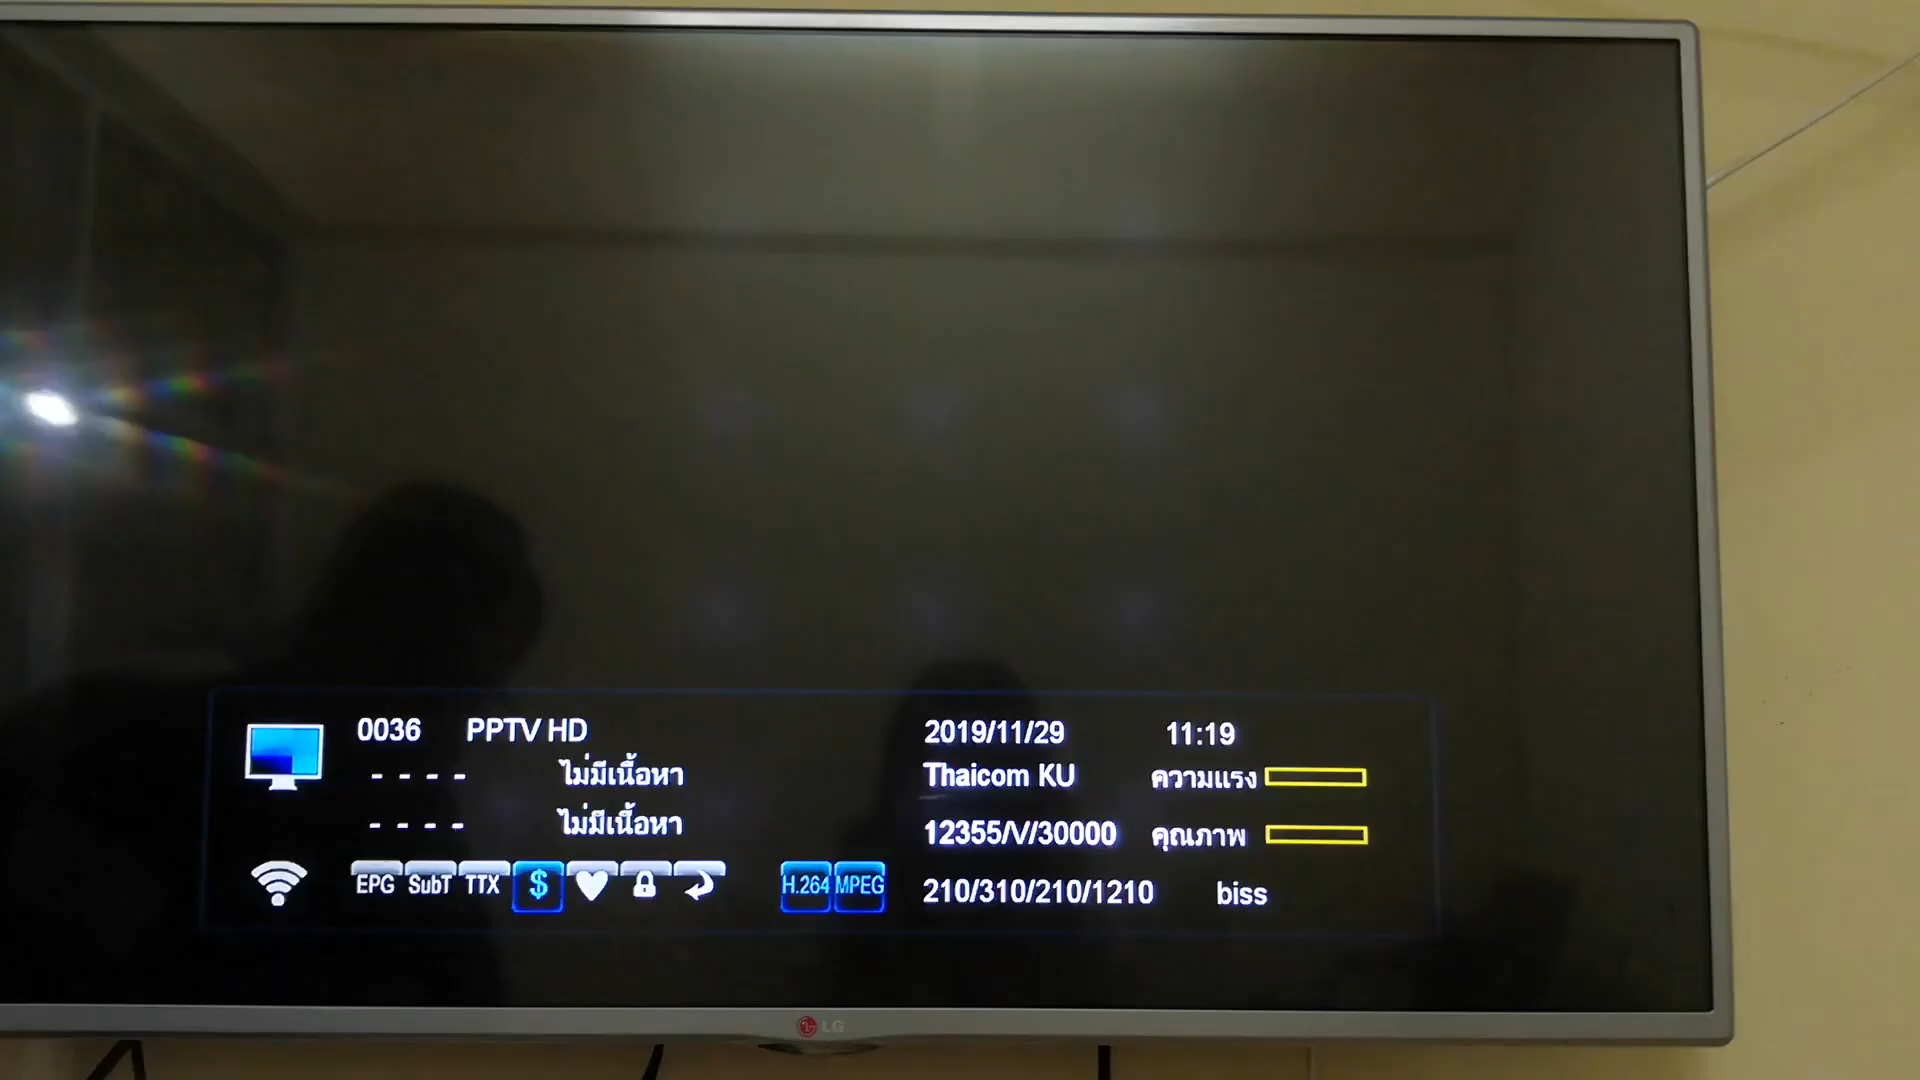 0036 PPTV HD 2019/11/29 11:19
- - - - ไม่มีเนื้อหา Thaicom KU ความแรง
- - - - ไม่มีเนื้อหา 12355/V/30000 คุณภาพ
EPG SubT TTX $ H.264 MPEG 210/310/210/1210 biss
LG